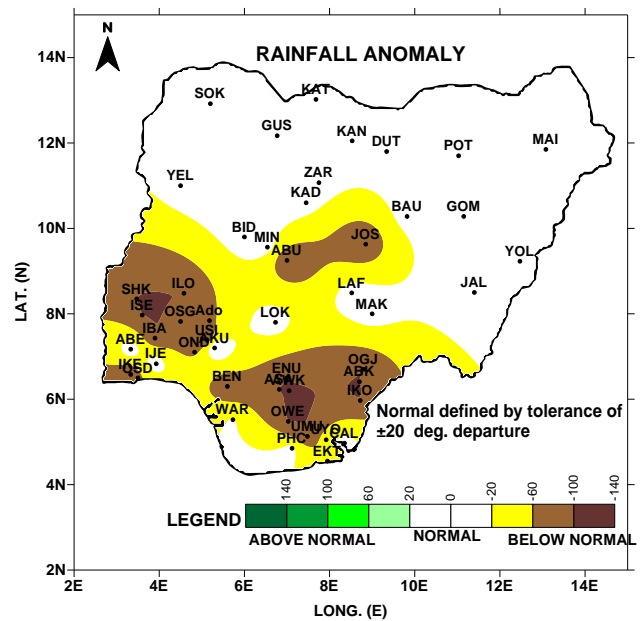 N
RAINFALL ANOMALY
14N
12N
10N
8N
6N
4N
2N
LAT. (N)
SOK
KAT
GUS
KAN
DUT
POT
MAI
YEL
ZAR
KAD
BAU
GOM
BID
MIN
ABU
JOS
YOL
SHK
ILO
ISE
OSG
Ado
LAF
MAK
JAL
LOK
IBA
USI
AKU
ABE
IJE
OND
IKE
OSD
BEN
ENU
AWK
OGJ
ABK
IKO
WAR
OWE
UMU
UYO
CAL
PHC
EKT
Normal defined by tolerance of
±20 deg. departure
140
100
60
20
0
-20
-60
-100
-140
LEGEND
ABOVE NORMAL
NORMAL
BELOW NORMAL
2E
4E
6E
8E
10E
12E
14E
LONG. (E)